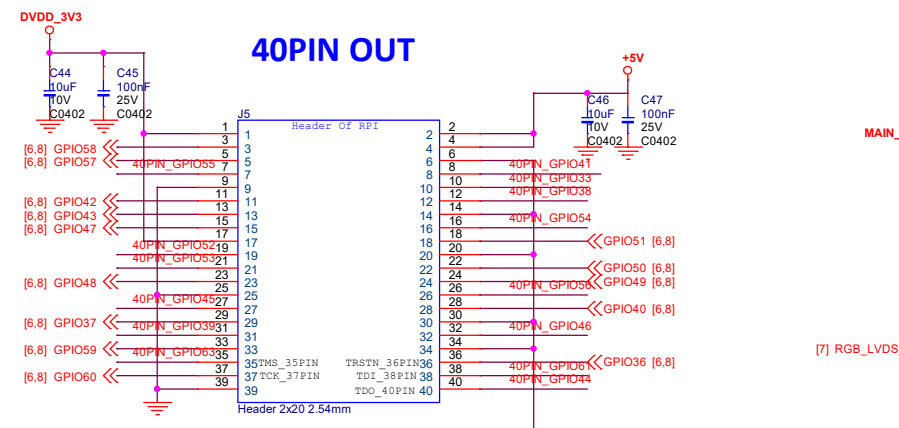 DVDD_3V3
40PIN OUT
+5V
C44
10uF
10V
C0402
C45
100nF
25V
C0402
C46
10uF
10V
C0402
C47
100nF
25V
C0402
MAIN_
J5
Header Of RPI
1 1 2 2
[6,8] GPIO58 3 3 4 4
[6,8] GPIO57 5 5 6 6
40PIN_GPIO55 7 7 8 8 40PIN_GPIO41
9 9 10 10 40PIN_GPIO33
[6,8] GPIO42 11 11 12 12 40PIN_GPIO38
[6,8] GPIO43 13 13 14 14
[6,8] GPIO47 15 15 16 16 40PIN_GPIO54
17 17 18 18 GPIO51 [6,8]
40PIN_GPIO52 19 19 20 20
40PIN_GPIO53 21 21 22 22 GPIO50 [6,8]
[6,8] GPIO48 23 23 24 24 GPIO49 [6,8]
25 25 26 26 40PIN_GPIO56
40PIN_GPIO45 27 27 28 28 GPIO40 [6,8]
[6,8] GPIO37 29 29 30 30
40PIN_GPIO39 31 31 32 32 40PIN_GPIO46
[6,8] GPIO59 33 33 34 34
40PIN_GPIO63 35 35 TMS_35PIN TRSTN_36PIN 36 36 GPIO36 [6,8]
[6,8] GPIO60 37 37 TCK_37PIN TDI_38PIN 38 38 40PIN_GPIO61
39 39 TDO_40PIN 40 40 40PIN_GPIO44
Header 2x20 2.54mm
[7] RGB_LVDS